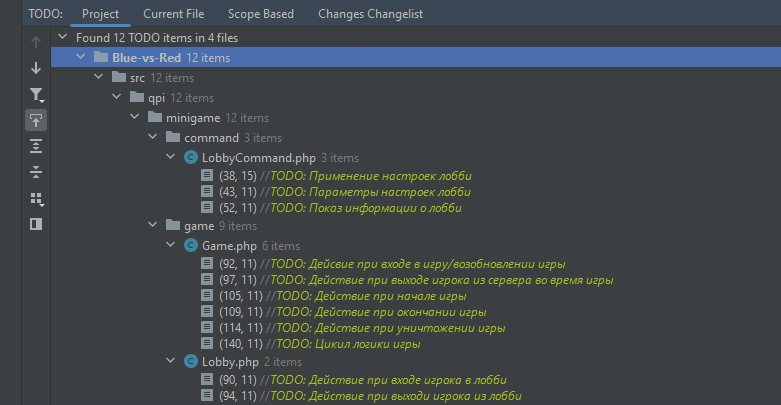 TODO: Project Current File Scope Based Changes Changelist
Found 12 TODO items in 4 files
Blue-vs-Red 12 items
src 12 items
qpi 12 items
minigame 12 items
command 3 items
LobbyCommand.php 3 items
(38, 15) //TODO: Применение настроек лобби
(43, 11) //TODO: Параметры настроек лобби
(52, 11) //TODO: Показ информации о лобби
game 9 items
Game.php 6 items
(92, 11) //TODO: Дейсвие при входе в игру/возобновлении игры
(97, 11) //TODO: Действие при выходе игрока из сервера во время игры
(105, 11) //TODO: Действие при начале игры
(109, 11) //TODO: Действие при окончании игры
(114, 11) //TODO: Действие при уничтожении игры
(140, 11) //TODO: Цикл логики игры
Lobby.php 2 items
(90, 11) //TODO: Действие при входе игрока в лобби
(94, 11) //TODO: Действие при выходи игрока из лобби